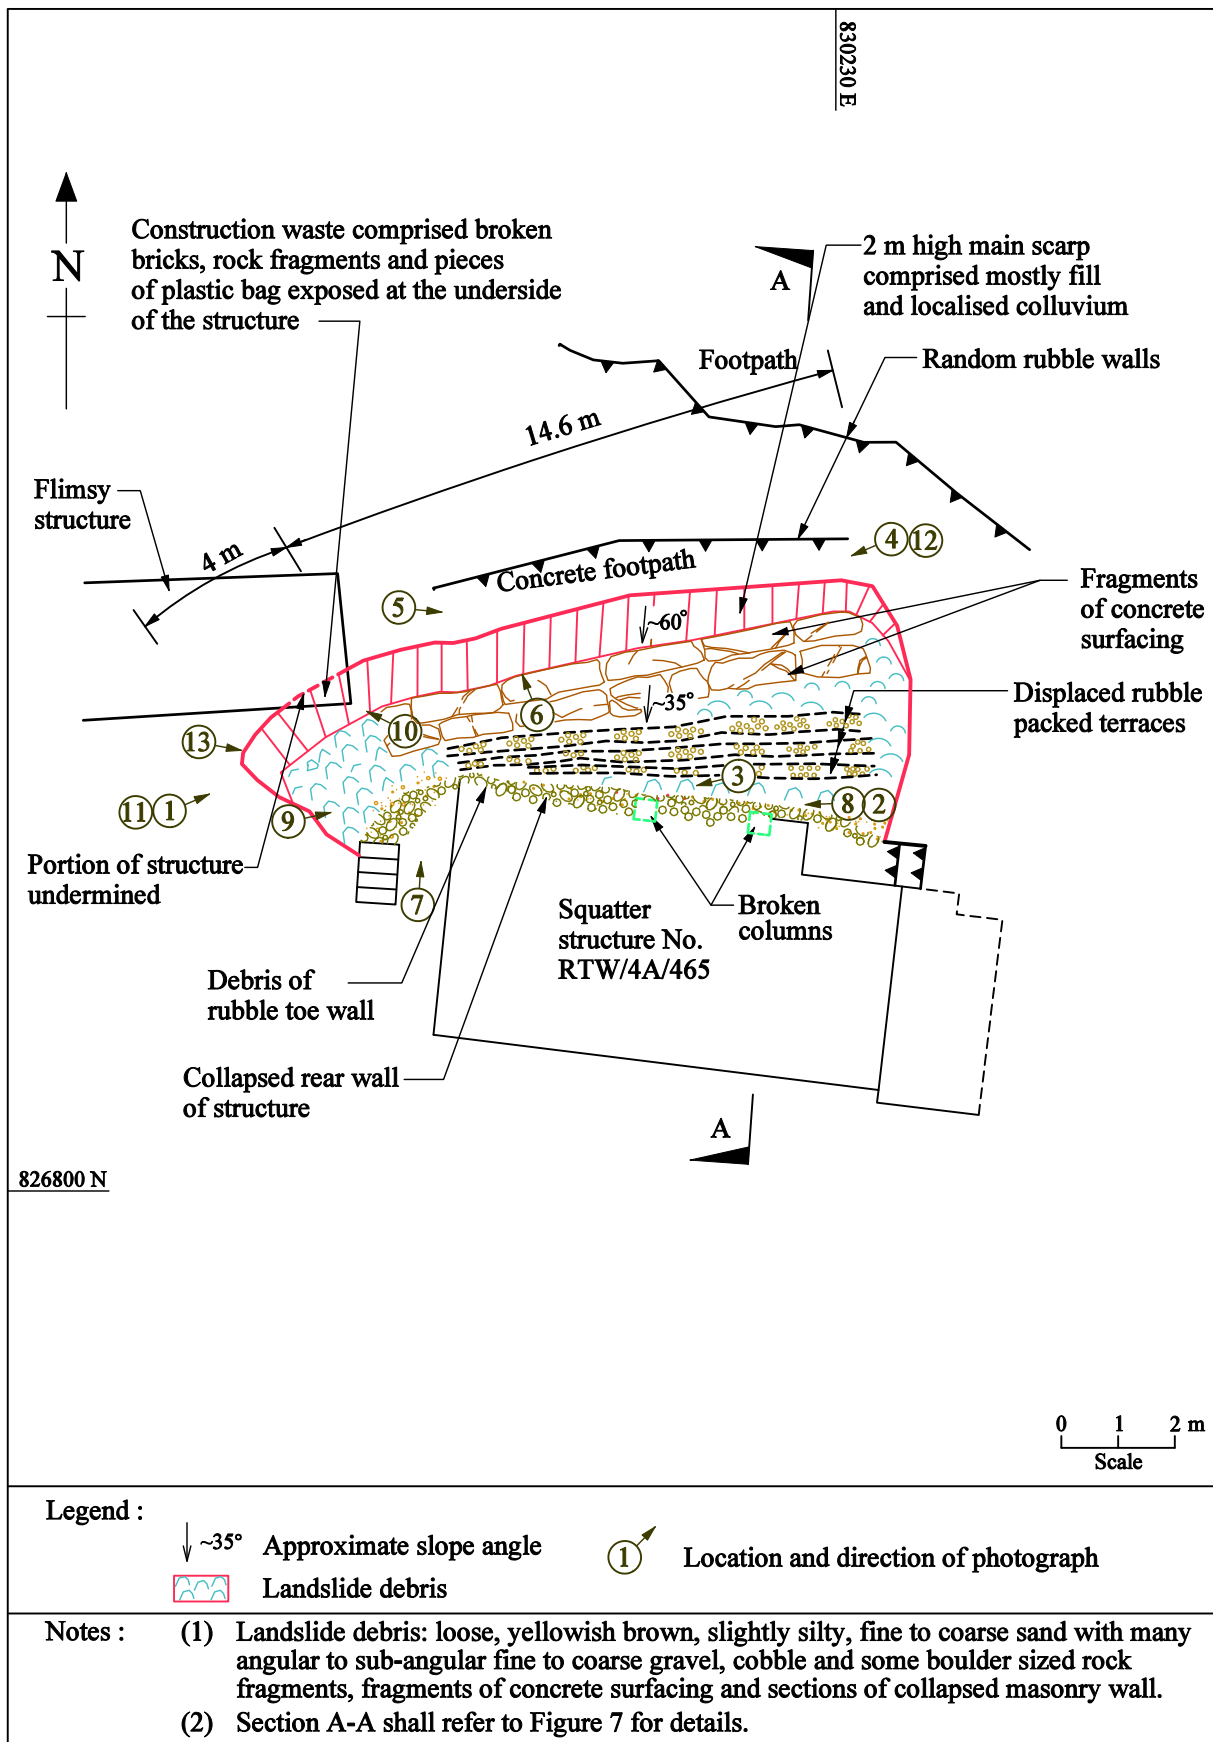 830230 E
N
Construction waste comprised broken
bricks, rock fragments and pieces
of plastic bag exposed at the underside
of the structure
A
2 m high main scarp
comprised mostly fill
and localised colluvium
Footpath
Random rubble walls
14.6 m
Flimsy
structure
4 m
4 12
Concrete footpath
Fragments
of concrete
surfacing
5
~60°
Displaced rubble
packed terraces
~35°
6
10
13
3
11 1
9
8 2
Portion of structure
undermined
7
Squatter
structure No.
RTW/4A/465
Broken
columns
Debris of
rubble toe wall
Collapsed rear wall
of structure
A
826800 N
0 1 2 m
Scale
Legend :
~35° Approximate slope angle
1 Location and direction of photograph
Landslide debris
Notes : (1) Landslide debris: loose, yellowish brown, slightly silty, fine to coarse sand with many
angular to sub-angular fine to coarse gravel, cobble and some boulder sized rock
fragments, fragments of concrete surfacing and sections of collapsed masonry wall.
(2) Section A-A shall refer to Figure 7 for details.